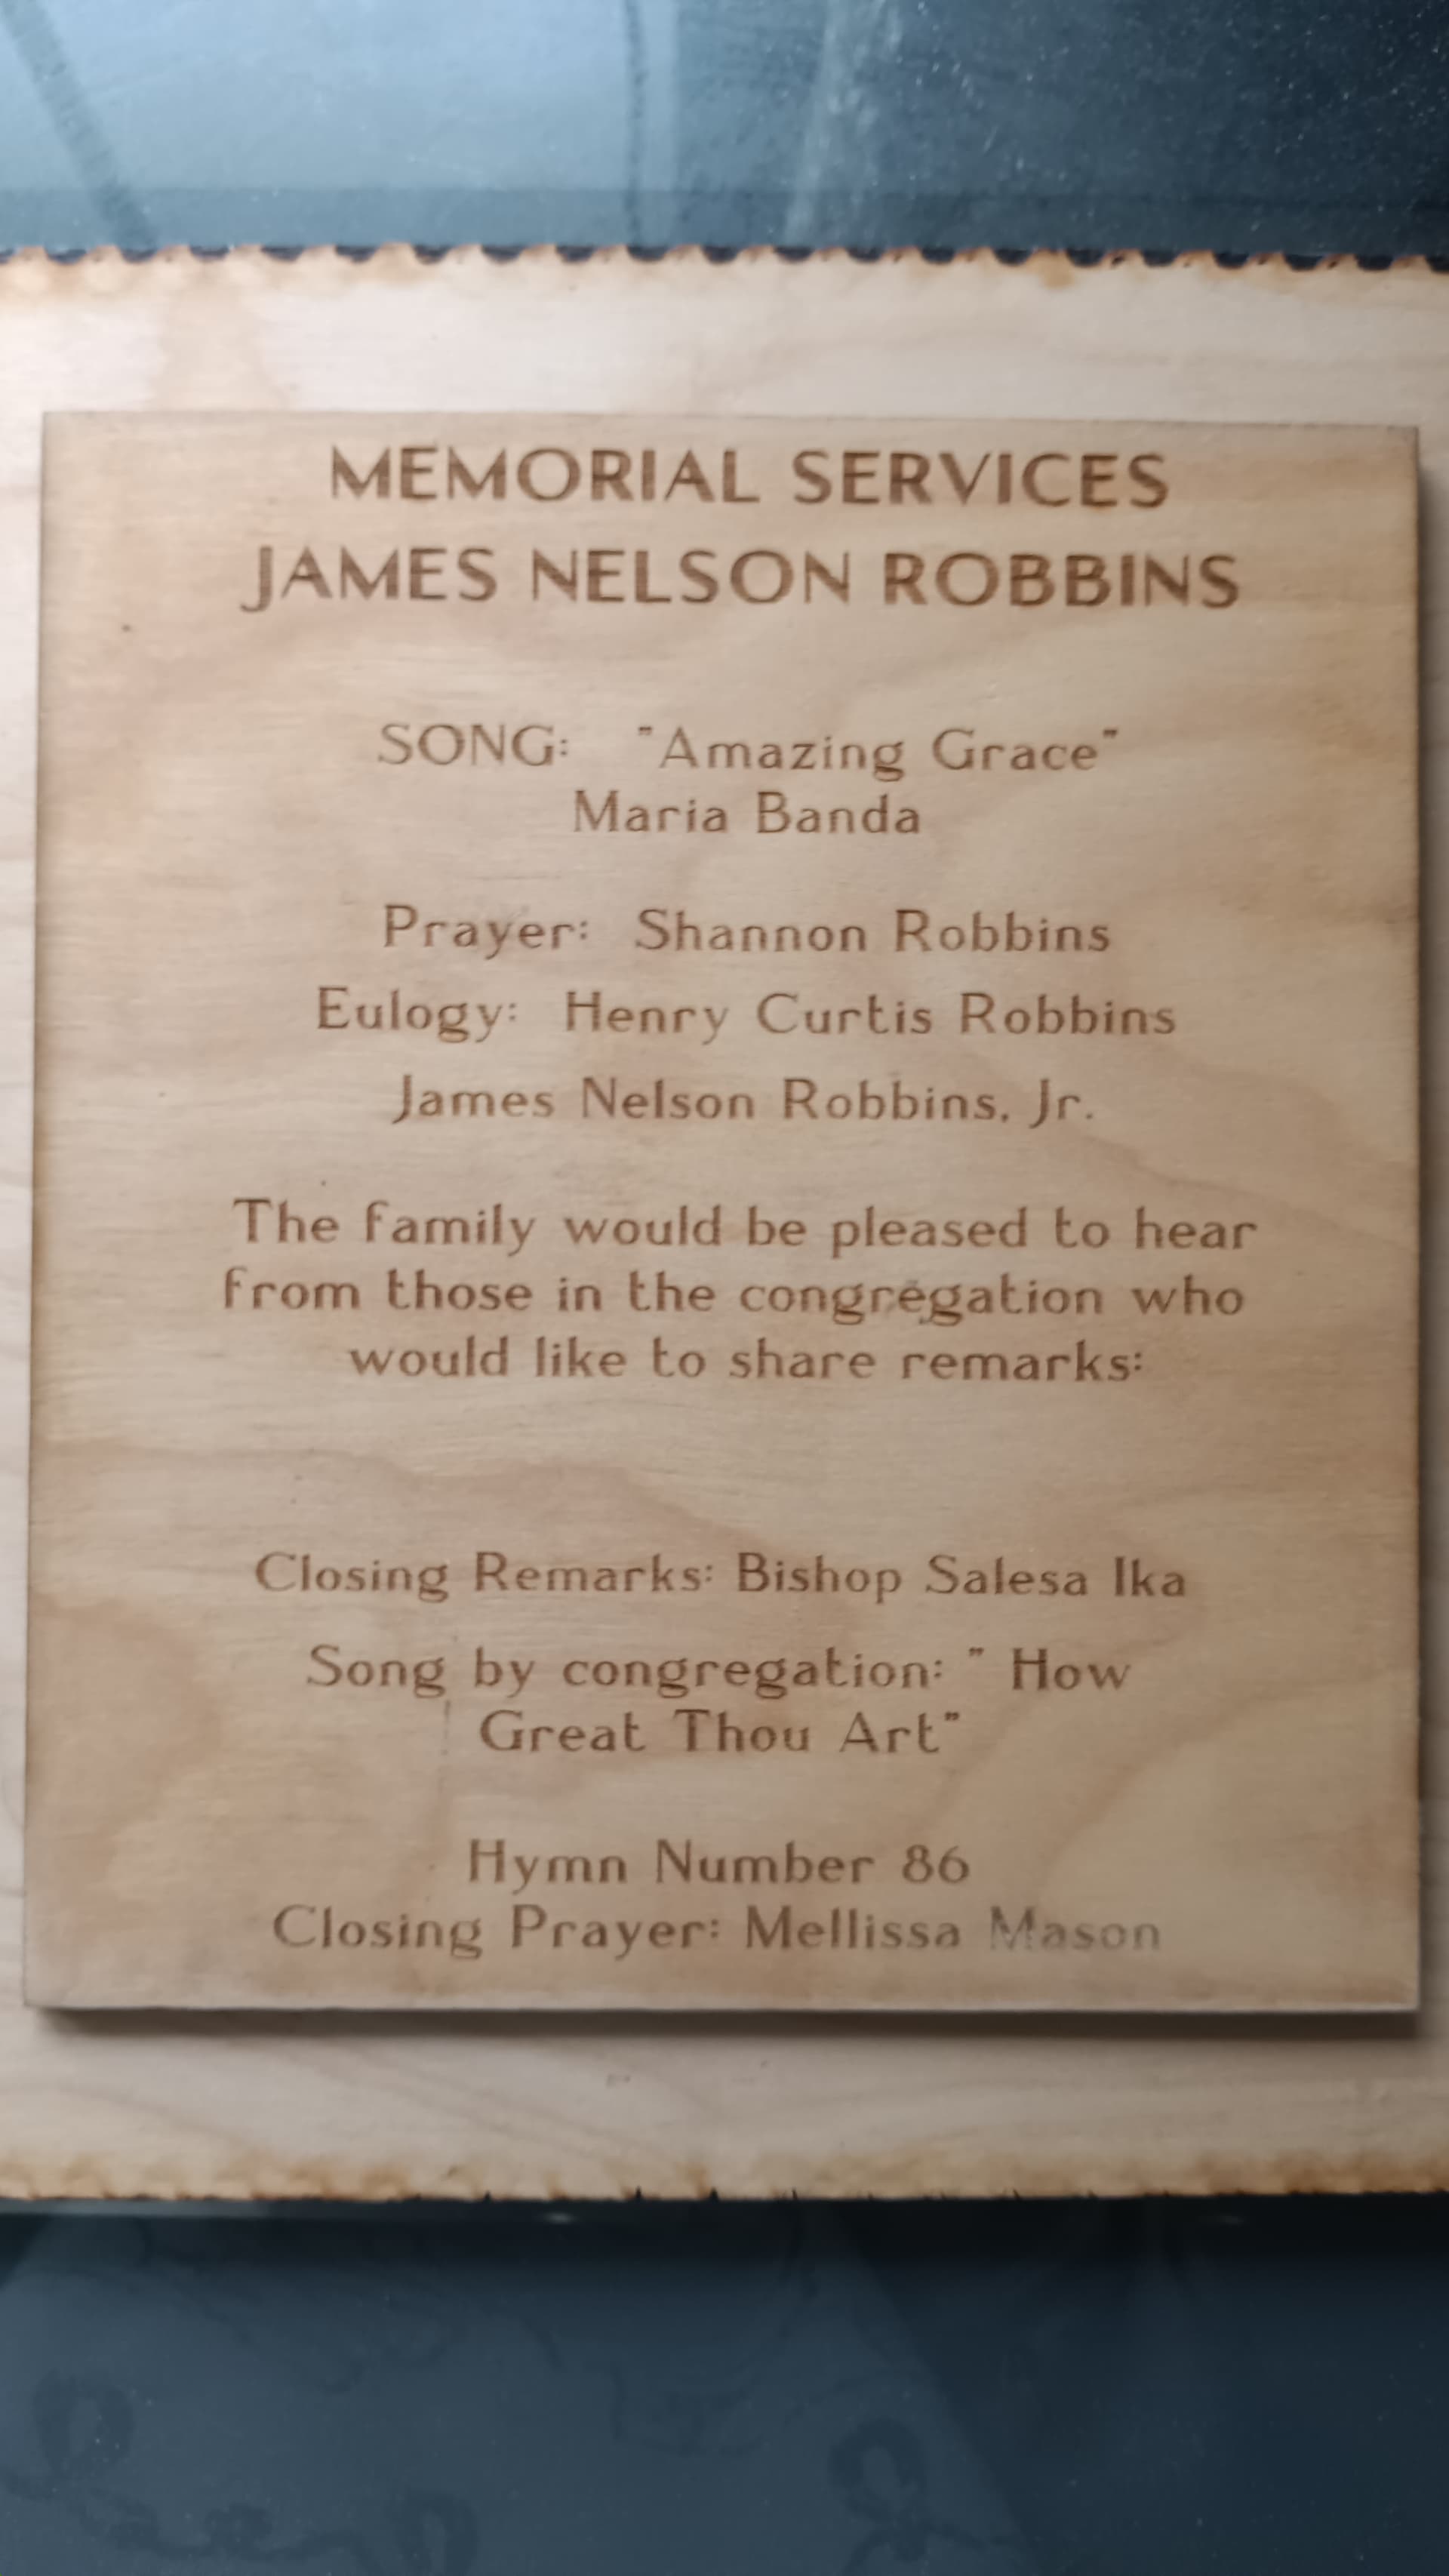 MEMORIAL SERVICES
JAMES NELSON ROBBINS
SONG: "Amazing Grace"
Maria Banda
Prayer: Shannon Robbins
Eulogy: Henry Curtis Robbins
James Nelson Robbins, Jr.
The family would be pleased to hear
from those in the congregation who
would like to share remarks:
Closing Remarks: Bishop Salesa Ika
Song by congregation: " How
Great Thou Art"
Hymn Number 86
Closing Prayer: Mellissa Mason